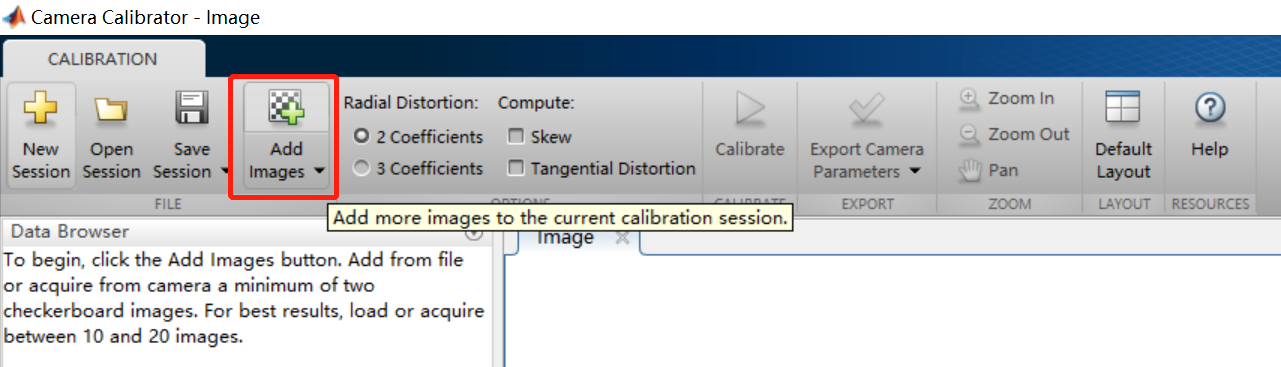 Camera Calibrator - Image
CALIBRATION
New
Session
Open
Session
Save
Session
FILE
Add
Images
Radial Distortion:
2 Coefficients
3 Coefficients
Compute:
Skew
Tangential Distortion
OPTIONS
Calibrate
CALIBRATE
Export Camera
Parameters
EXPORT
Zoom In
Zoom Out
Pan
ZOOM
Default
Layout
LAYOUT
Help
RESOURCES
Add more images to the current calibration session.
Data Browser
To begin, click the Add Images button. Add from file
or acquire from camera a minimum of two
checkerboard images. For best results, load or acquire
between 10 and 20 images.
Image